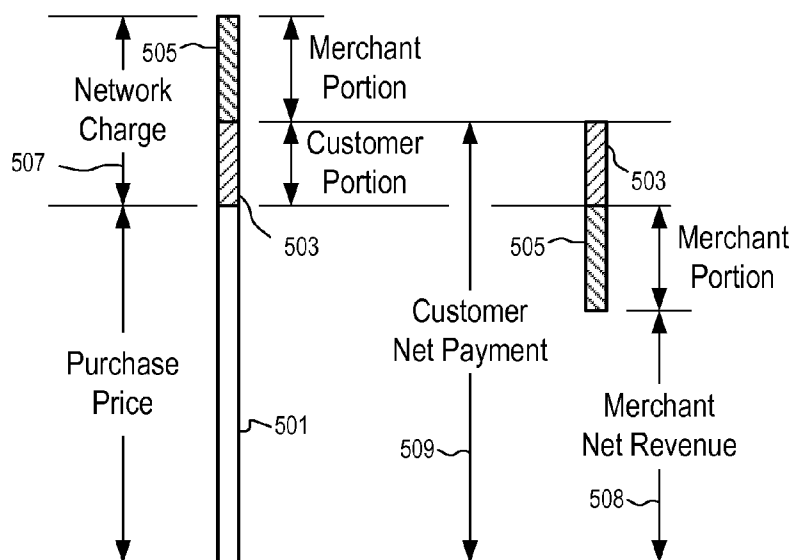 505
Merchant
Portion
Network
Charge
507
Customer
Portion
503
503
505
Merchant
Portion
Customer
Net Payment
Purchase
Price
501
509
Merchant
Net Revenue
508